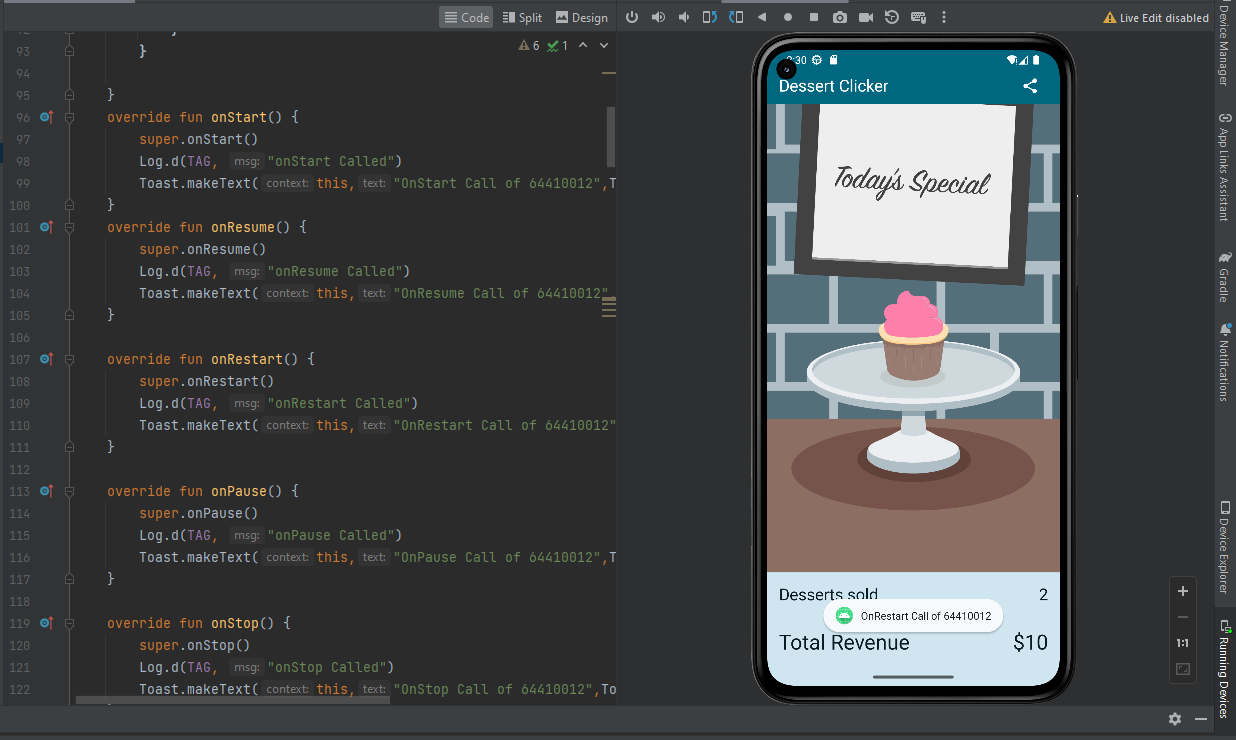 Code Split Design
Live Edit disabled
6 1
93 }
94
95 }
96 override fun onStart() {
97 super.onStart()
98 Log.d(TAG, msg: "onStart Called")
99 Toast.makeText( context: this, text: "OnStart Call of 64410012",T
100 }
101 override fun onResume() {
102 super.onResume()
103 Log.d(TAG, msg: "onResume Called")
104 Toast.makeText( context: this, text: "OnResume Call of 64410012"
105 }
106
107 override fun onRestart() {
108 super.onRestart()
109 Log.d(TAG, msg: "onRestart Called")
110 Toast.makeText( context: this, text: "OnRestart Call of 64410012"
111 }
112
113 override fun onPause() {
114 super.onPause()
115 Log.d(TAG, msg: "onPause Called")
116 Toast.makeText( context: this, text: "OnPause Call of 64410012",T
117 }
118
119 override fun onStop() {
120 super.onStop()
121 Log.d(TAG, msg: "onStop Called")
122 Toast.makeText( context: this, text: "OnStop Call of 64410012",To
:30
Dessert Clicker
Today's Special
Desserts sold 2
OnRestart Call of 64410012
Total Revenue $10
1:1
Device Manager
App Links Assistant
Gradle
Notifications
Device Explorer
Running Devices